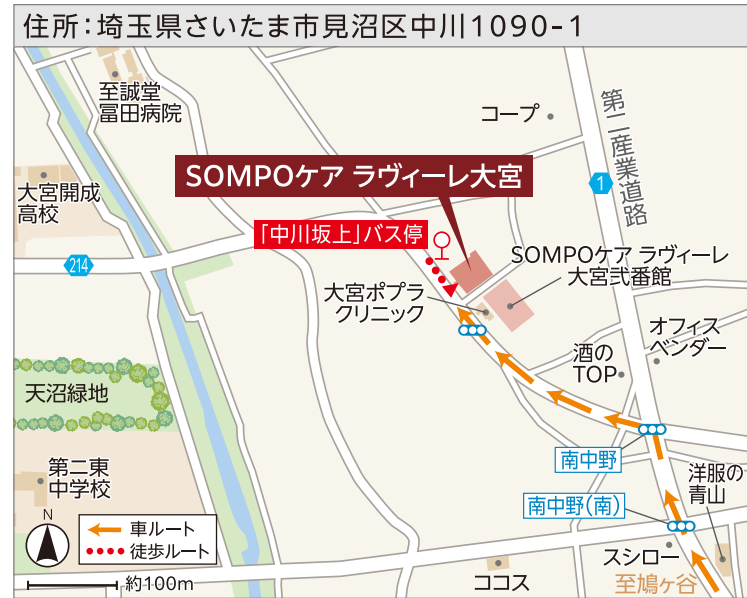 住所：埼玉県さいたま市見沼区中川1090-1
至誠堂
冨田病院
コープ
第二産業道路
1
SOMPOケア ラヴィーレ大宮
大宮開成
高校
「中川坂上」バス停
214
SOMPOケア ラヴィーレ
大宮弐番館
大宮ポプラ
クリニック
オフィス
ベンダー
酒の
TOP
天沼緑地
南中野
第二東
中学校
洋服の
青山
南中野(南)
N
車ルート
徒歩ルート
スシロー
約100m
ココス
至鳩ヶ谷